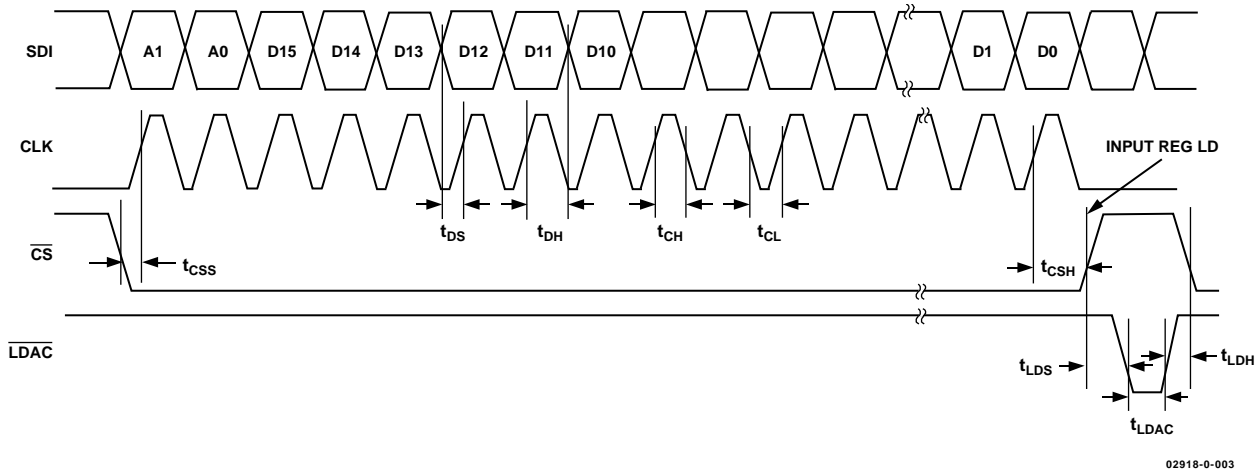 SDI A1 A0 D15 D14 D13 D12 D11 D10 D1 D0
CLK
INPUT REG LD
tDS tDH tCH tCL
CS
tCSS tCSH
LDAC
tLDS tLDH
tLDAC
02918-0-003